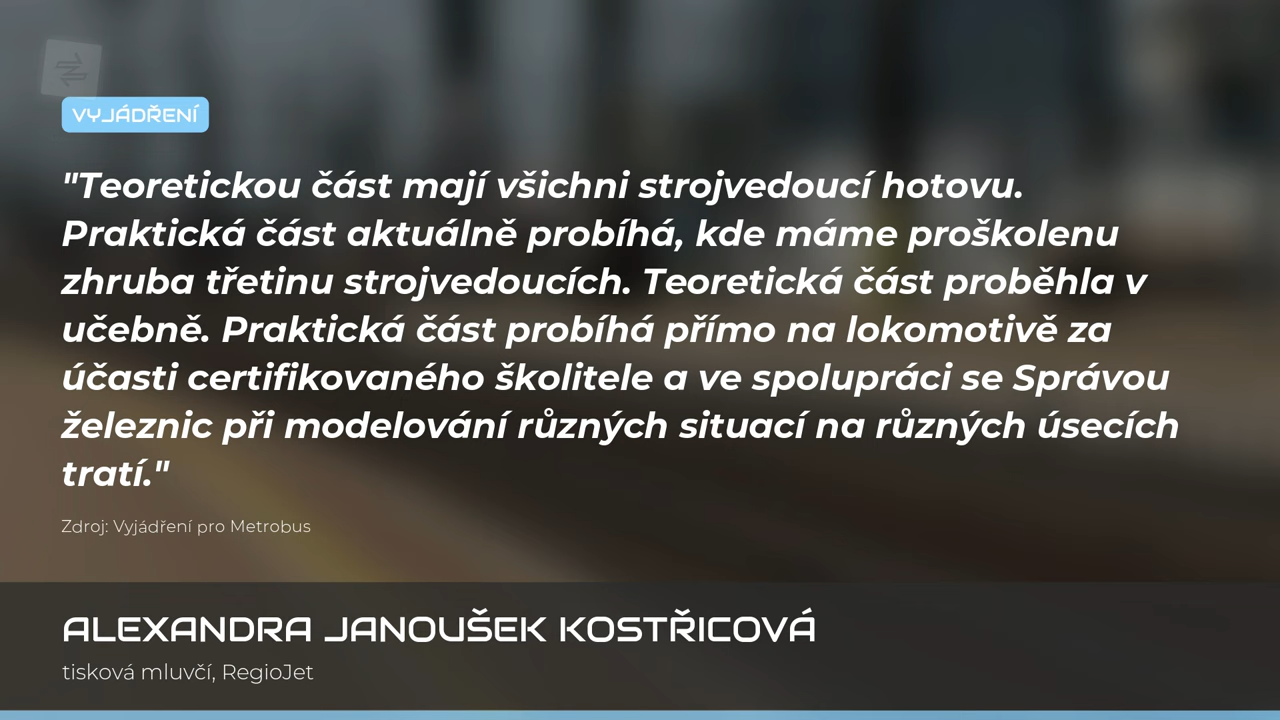 VYJÁDŘENÍ
"Teoretickou část mají všichni strojvedoucí hotovu.
Praktická část aktuálně probíhá, kde máme proškolenu
zhruba třetinu strojvedoucích. Teoretická část proběhla v
učebně. Praktická část probíhá přímo na lokomotivě za
účasti certifikovaného školitele a ve spolupráci se Správou
železnic při modelování různých situací na různých úsecích
tratí."
Zdroj: Vyjádření pro Metrobus
ALEXANDRA JANOUŠEK KOSTŘICOVÁ
tisková mluvčí, RegioJet